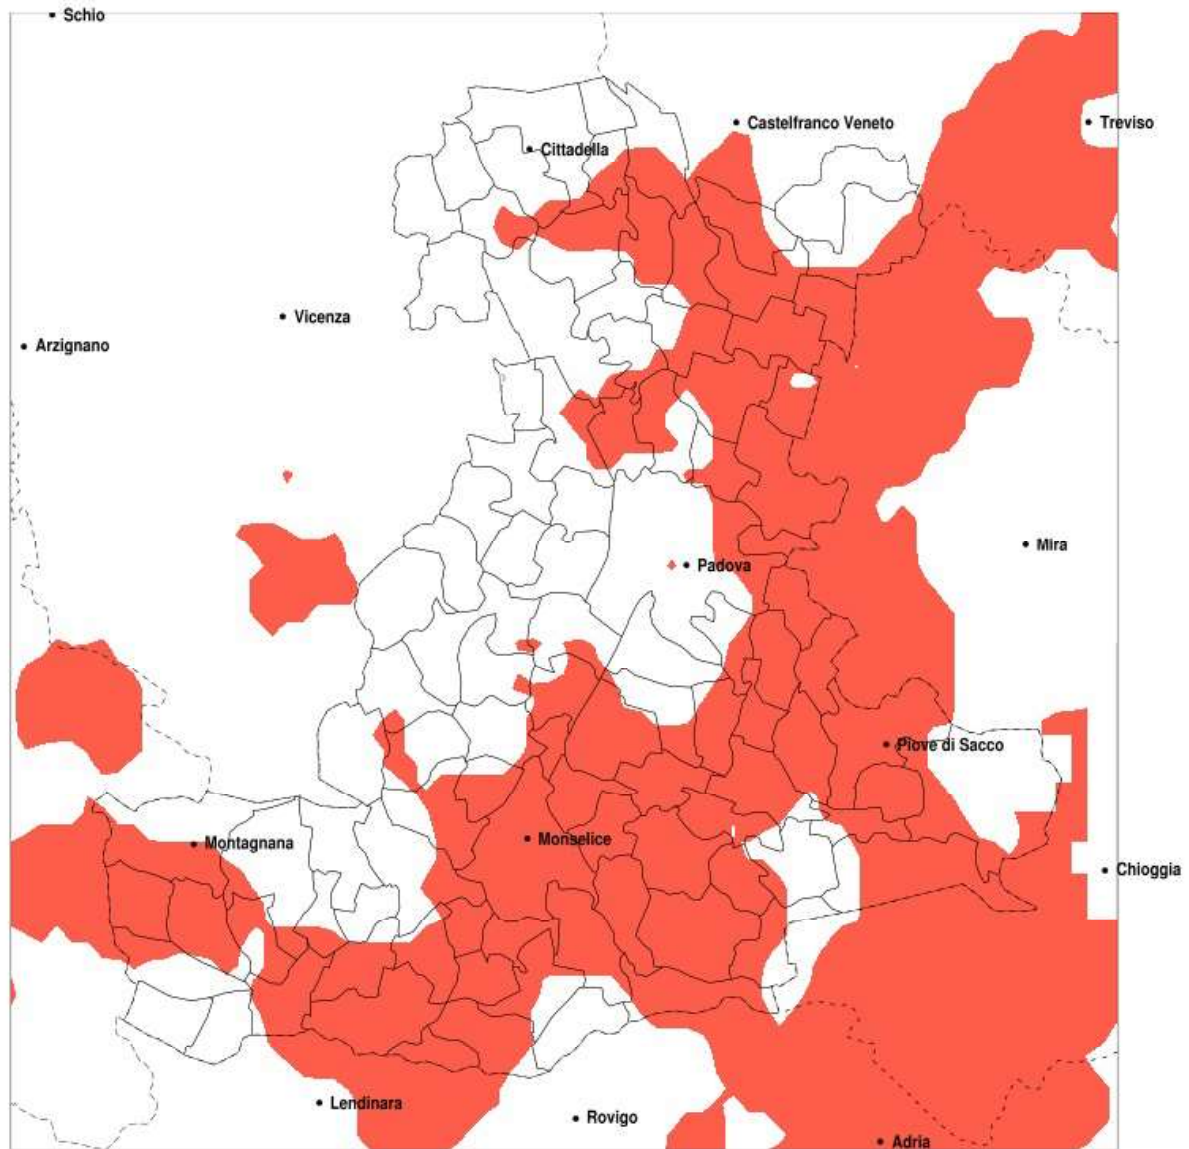 Schio
Castelfranco Veneto
Treviso
Cittadella
Vicenza
Arzignano
Mira
Padova
Piove di Sacco
Monselice
Montagnana
Chioggia
Lendinara
Rovigo
Adria